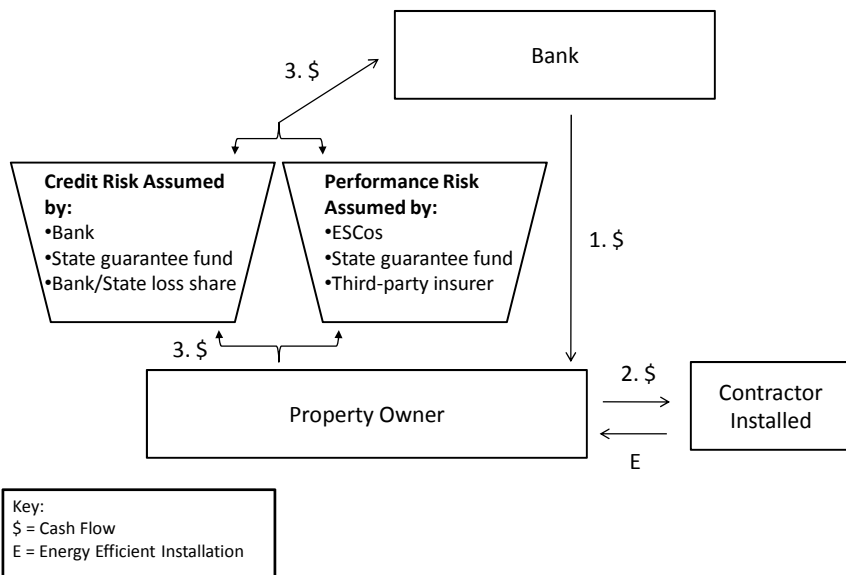 Bank
3. $
Credit Risk Assumed
by:
•Bank
•State guarantee fund
•Bank/State loss share
Performance Risk
Assumed by:
•ESCos
•State guarantee fund
•Third-party insurer
1. $
3. $
Property Owner
2. $
E
Contractor
Installed
Key:
$ = Cash Flow
E = Energy Efficient Installation